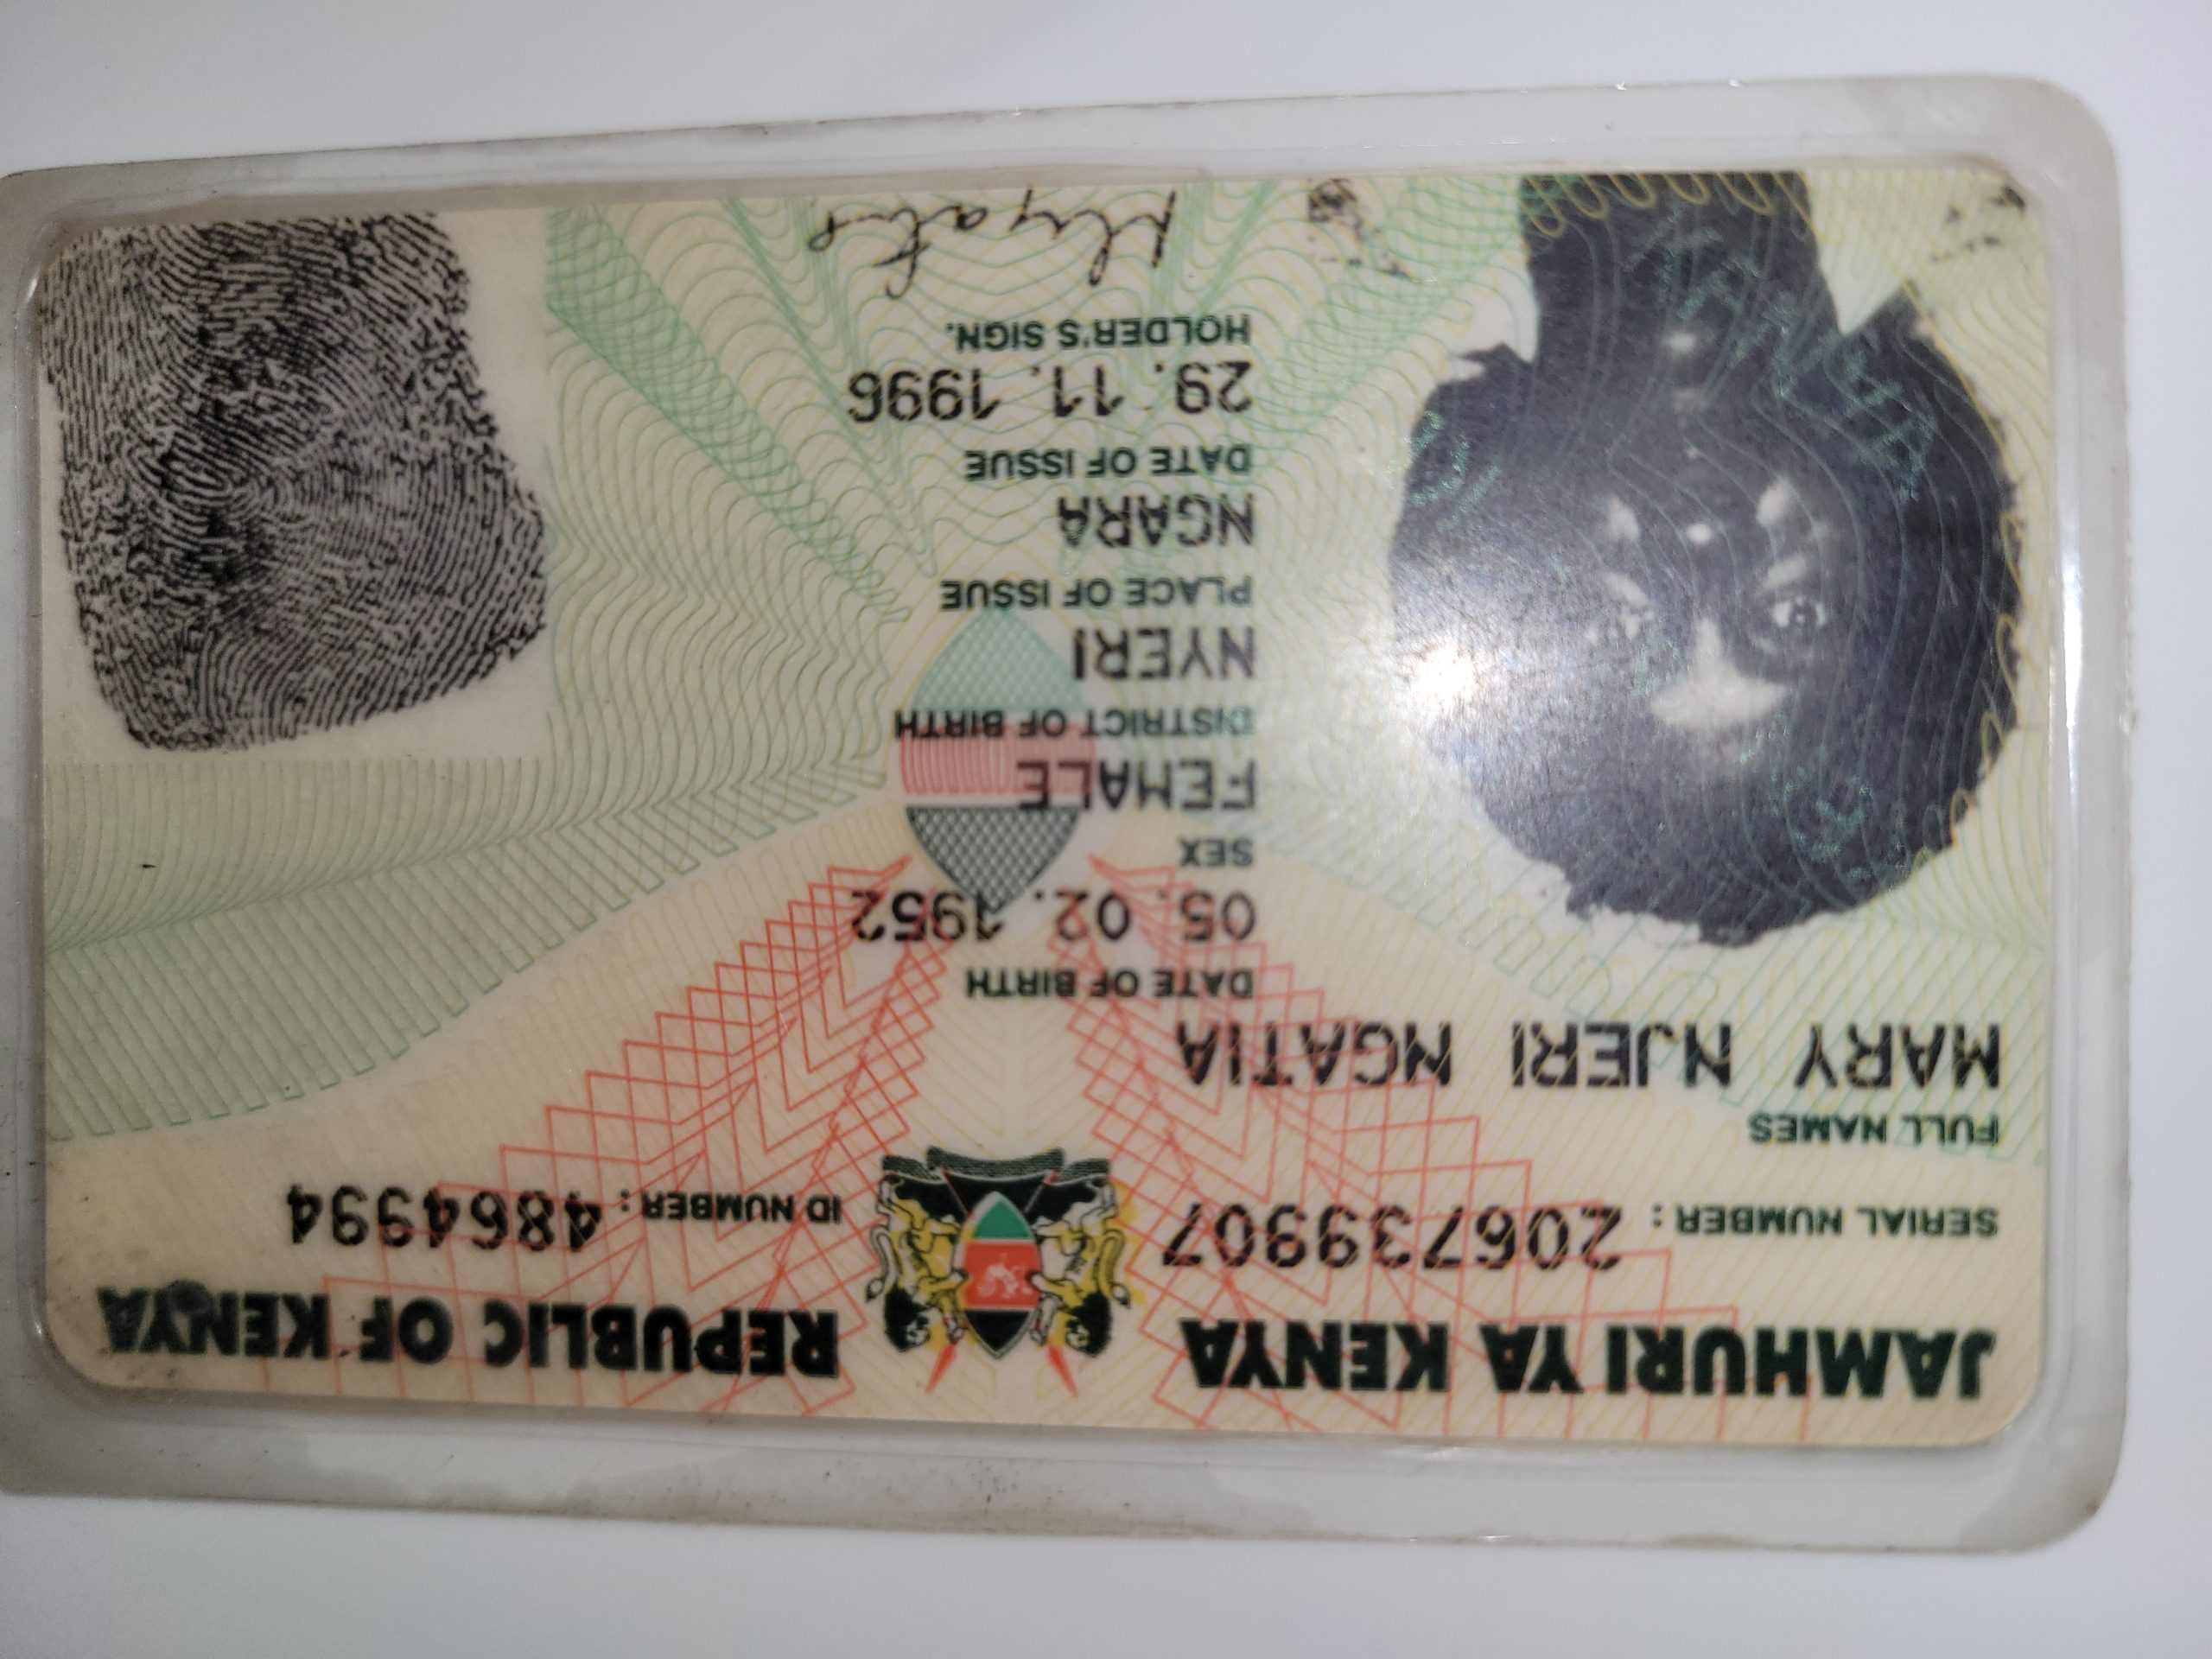 JAMHURI YA KENYA REPUBLIC OF KENYA
SERIAL NUMBER: 206739907 ID NUMBER: 4864994
FULL NAMES
MARY NJERI NGATIA
DATE OF BIRTH
05. 02. 1952
SEX
FEMALE
DISTRICT OF BIRTH
NYERI
PLACE OF ISSUE
NGARA
DATE OF ISSUE
29. 11. 1996
HOLDER'S SIGN.